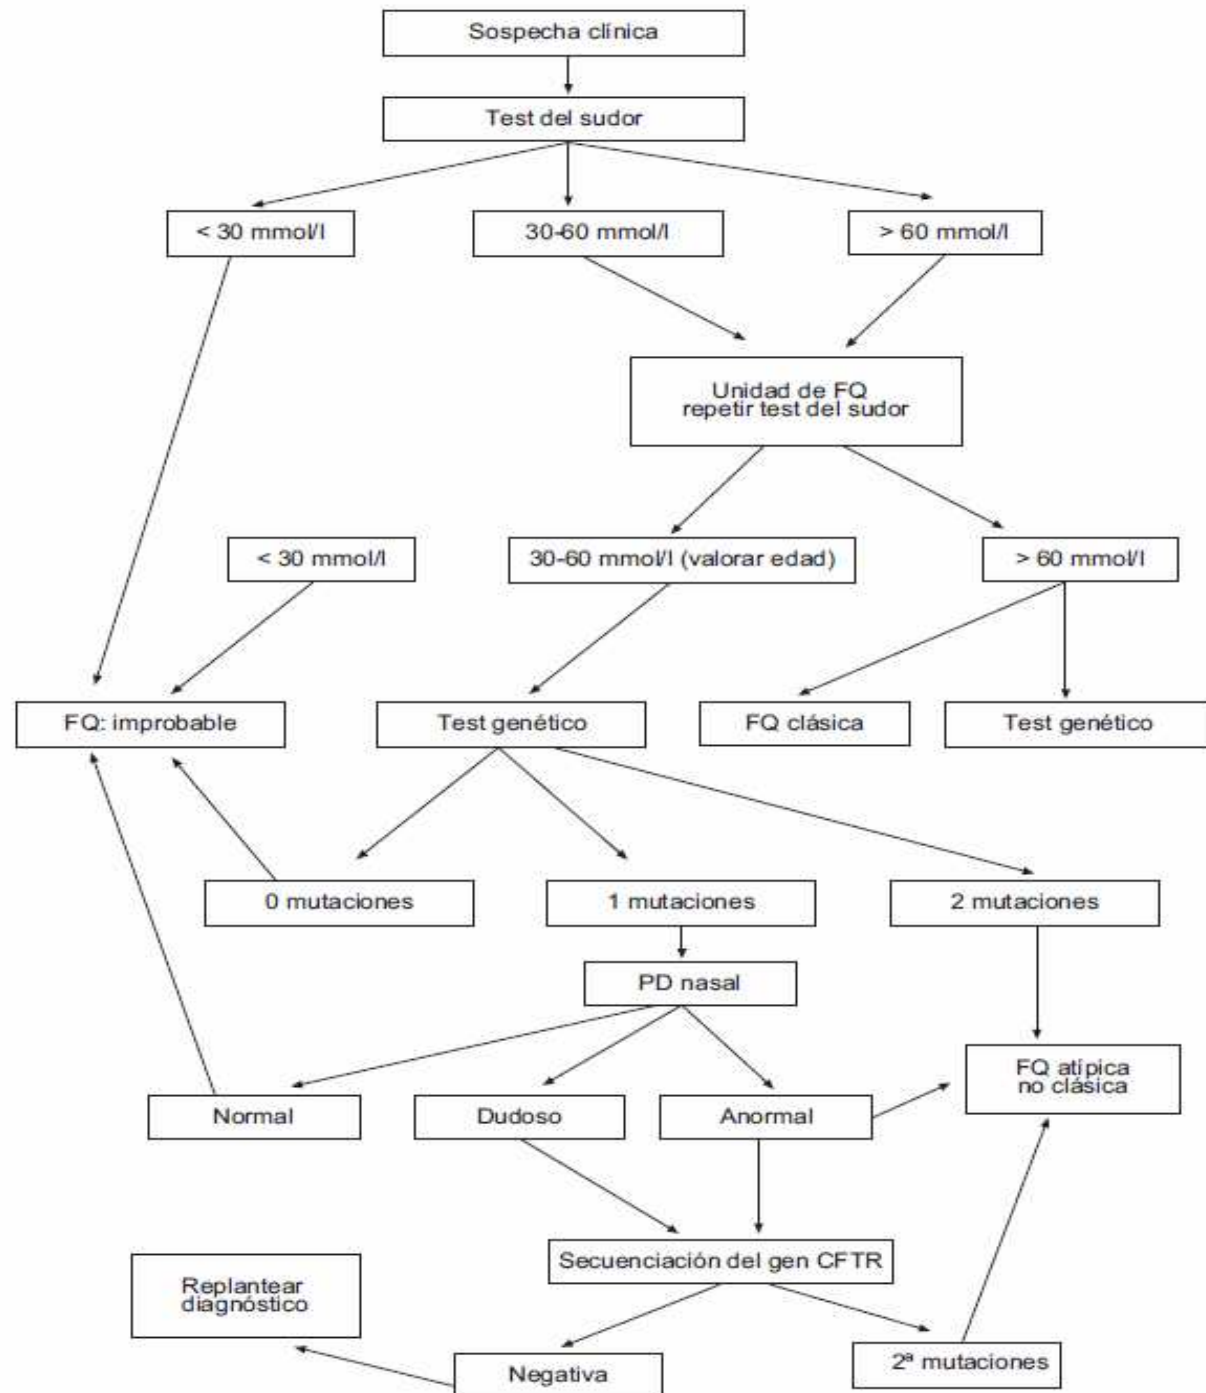 Sospecha clínica
Test del sudor
< 30 mmol/l
30-60 mmol/l
> 60 mmol/l
Unidad de FQ
repetir test del sudor
< 30 mmol/l
30-60 mmol/l (valorar edad)
> 60 mmol/l
FQ: improbable
Test genético
FQ clásica
Test genético
0 mutaciones
1 mutaciones
2 mutaciones
PD nasal
FQ atípica
no clásica
Normal
Dudoso
Anormal
Secuenciación del gen CFTR
Replantear
diagnóstico
Negativa
2ª mutaciones